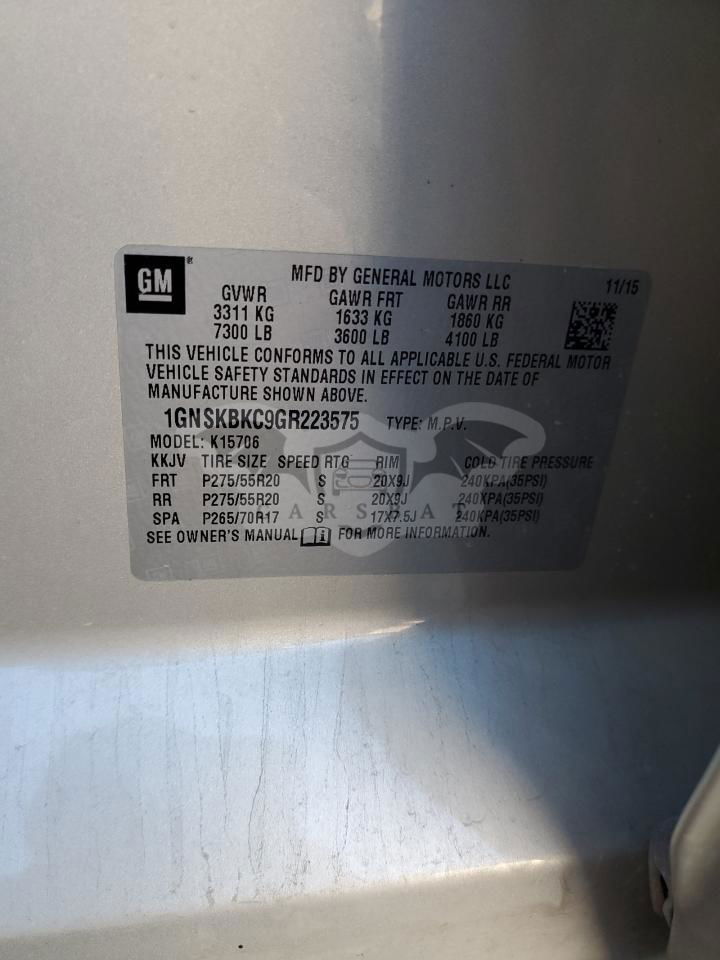 GM
MFD BY GENERAL MOTORS LLC 11/15
GVWR GAWR FRT GAWR RR
3311 KG 1633 KG 1860 KG
7300 LB 3600 LB 4100 LB
THIS VEHICLE CONFORMS TO ALL APPLICABLE U.S. FEDERAL MOTOR
VEHICLE SAFETY STANDARDS IN EFFECT ON THE DATE OF
MANUFACTURE SHOWN ABOVE.
1GNSKBKC9GR223575 TYPE: M.P.V.
MODEL: K15706
KKJV TIRE SIZE SPEED RTG RIM COLD TIRE PRESSURE
FRT P275/55R20 S 20X9J 240KPA(35PSI)
RR P275/55R20 S 20X9J 240KPA(35PSI)
CARSBAT
SPA P265/70R17 S 17X7.5J 240KPA(35PSI)
SEE OWNER'S MANUAL FOR MORE INFORMATION.